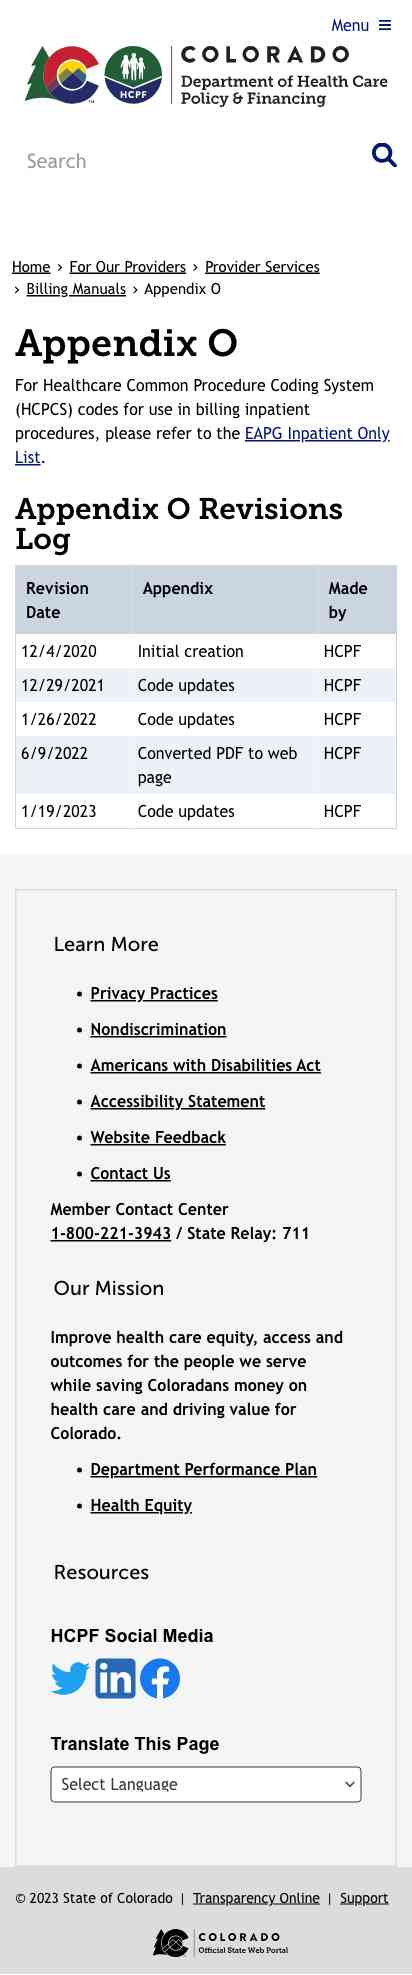 Menu
COLORADO
Department of Health Care
Policy & Financing
HCPF
TM
Search
Home › For Our Providers › Provider Services
› Billing Manuals › Appendix O
Appendix O
For Healthcare Common Procedure Coding System
(HCPCS) codes for use in billing inpatient
procedures, please refer to the EAPG Inpatient Only
List.
Appendix O Revisions
Log
Revision Date Appendix Made by
12/4/2020 Initial creation HCPF
12/29/2021 Code updates HCPF
1/26/2022 Code updates HCPF
6/9/2022 Converted PDF to web page HCPF
1/19/2023 Code updates HCPF
Learn More
• Privacy Practices
• Nondiscrimination
• Americans with Disabilities Act
• Accessibility Statement
• Website Feedback
• Contact Us
Member Contact Center
1-800-221-3943 / State Relay: 711
Our Mission
Improve health care equity, access and
outcomes for the people we serve
while saving Coloradans money on
health care and driving value for
Colorado.
• Department Performance Plan
• Health Equity
Resources
HCPF Social Media
in
Translate This Page
Select Language
© 2023 State of Colorado | Transparency Online | Support
COLORADO
Official State Web Portal